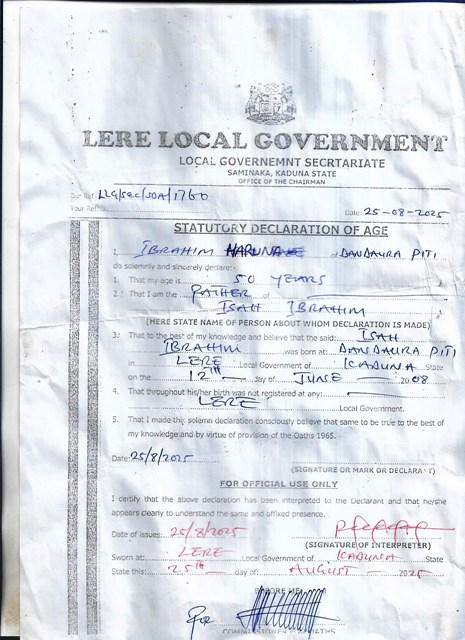 LERE LOCAL GOVERNMENT
LOCAL GOVERNEMNT SECRTARIATE
SAMINAKA, KADUNA STATE
OFFICE OF THE CHAIRMAN
Our Ref: LLG/SEC/SOA/1760
Your Ref: Date: 25-08-2025
STATUTORY DECLARATION OF AGE
1. IBRAHIM HARUNA of DANDAURA PITI
do solemnly and sincerely declare:-
1. That my age is 50 YEARS
2. That I am the FATHER of
ISAH IBRAHIM
(HERE STATE NAME OF PERSON ABOUT WHOM DECLARATION IS MADE)
3. That to the best of my knowledge and believe that the said: ISAH
IBRAHIM was born at: DANDAURA PITI
in LERE Local Government of KADUNA State
on the 12th day of JUNE 2008
4. That throughout his/her birth was not registered at any:
LERE Local Government.
5. That I made this solemn declaration consciously believe that same to be true to the best of
my knowledge and by virtue of provision of the Oaths 1965.
Date: 25/8/2025
(SIGNATURE OR MARK OR DECLARANT)
FOR OFFICIAL USE ONLY
I certify that the above declaration has been interpreted to the Declarant and that he/she
appears clearly to understand the same and affixed presence.
Date of issues: 25/8/2025
(SIGNATURE OF INTERPRETER)
Sworn at: LERE Local Government of KADUNA State
State this: 25th day of: AUGUST 2025
BEFORE ME
For
COMMISSIONER OATHS